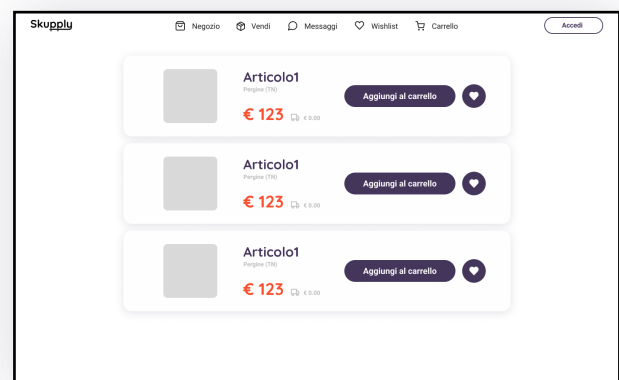 Skupply
Negozio Vendi Messaggi Wishlist Carrello Accedi
Articolo1
Pergine (TN)
€ 123 € 0.00
Aggiungi al carrello
Articolo1
Pergine (TN)
€ 123 € 0.00
Aggiungi al carrello
Articolo1
Pergine (TN)
€ 123 € 0.00
Aggiungi al carrello